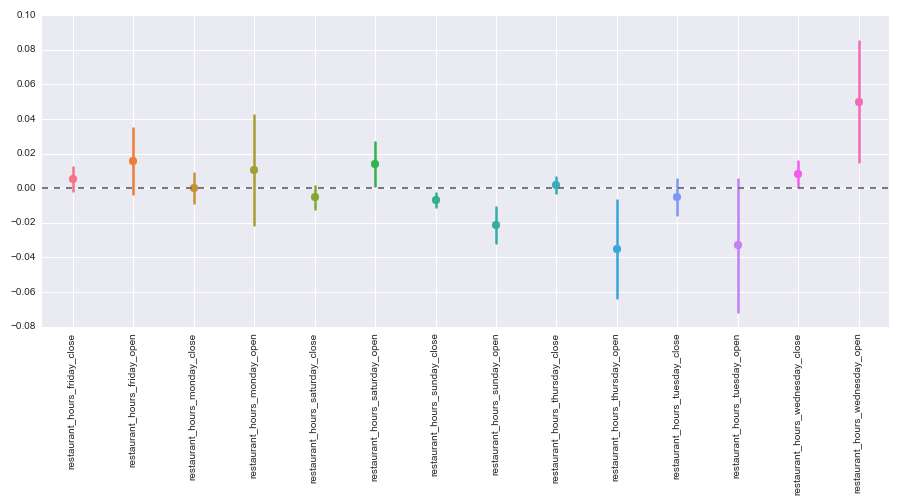 0.10
0.08
0.06
0.04
0.02
0.00
−0.02
−0.04
−0.06
−0.08
restaurant_hours_friday_close
restaurant_hours_friday_open
restaurant_hours_monday_close
restaurant_hours_monday_open
restaurant_hours_saturday_close
restaurant_hours_saturday_open
restaurant_hours_sunday_close
restaurant_hours_sunday_open
restaurant_hours_thursday_close
restaurant_hours_thursday_open
restaurant_hours_tuesday_close
restaurant_hours_tuesday_open
restaurant_hours_wednesday_close
restaurant_hours_wednesday_open